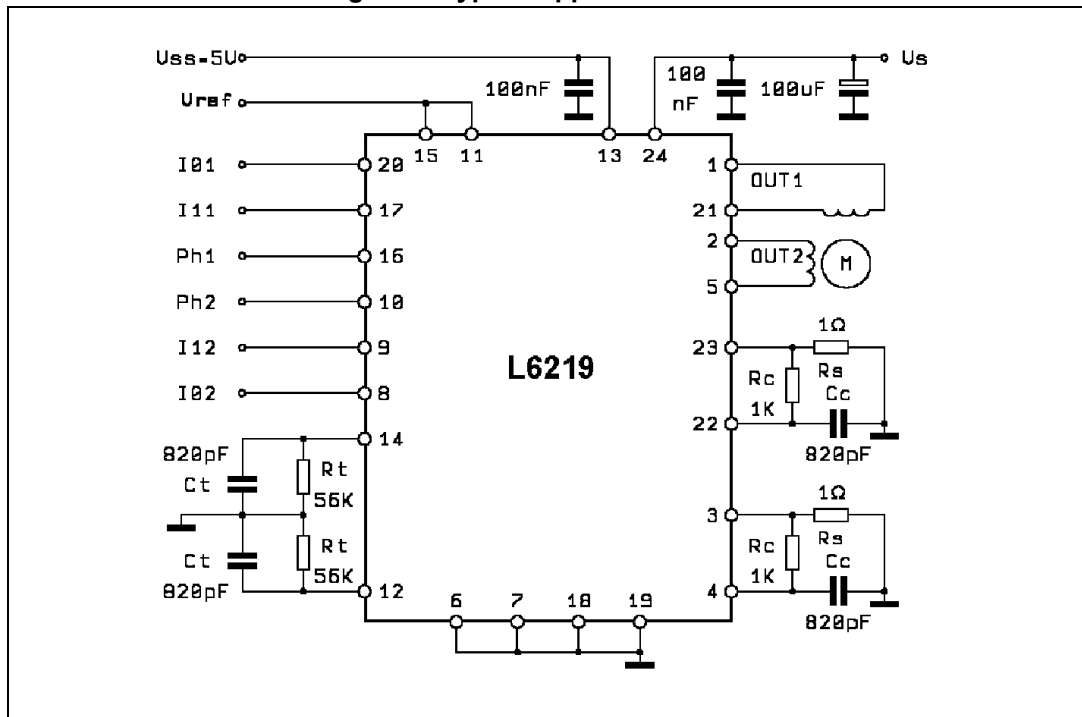 Uss=5V
Uref
100nF
100
nF
100uF
Us
15
11
13
24
I01
20
I11
17
Ph1
16
Ph2
10
I12
9
I02
8
14
820pF
Ct
Rt
56K
Ct
820pF
Rt
56K
12
1
OUT1
21
2
OUT2
M
5
23
1Ω
Rs
Rc
1K
Cc
22
820pF
3
1Ω
Rs
Rc
1K
Cc
4
820pF
L6219
6
7
18
19